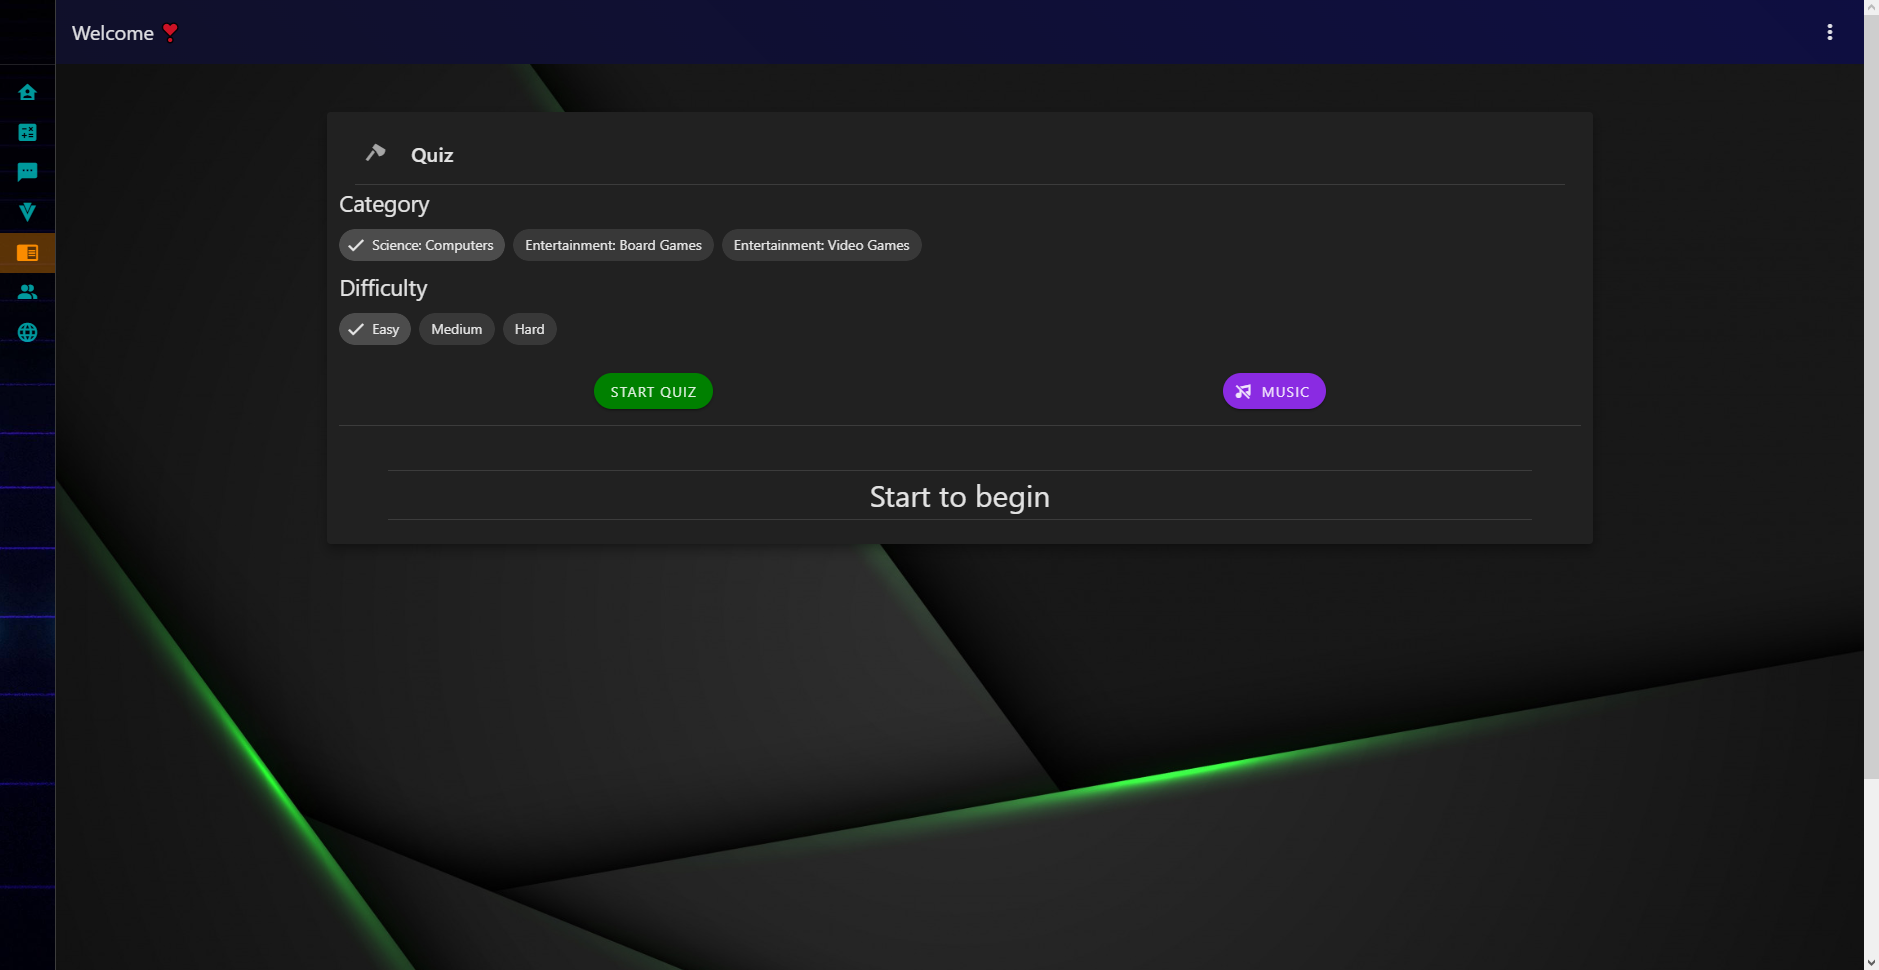 Welcome ❣
Quiz
Category
Science: Computers Entertainment: Board Games Entertainment: Video Games
Difficulty
Easy Medium Hard
START QUIZ MUSIC
Start to begin